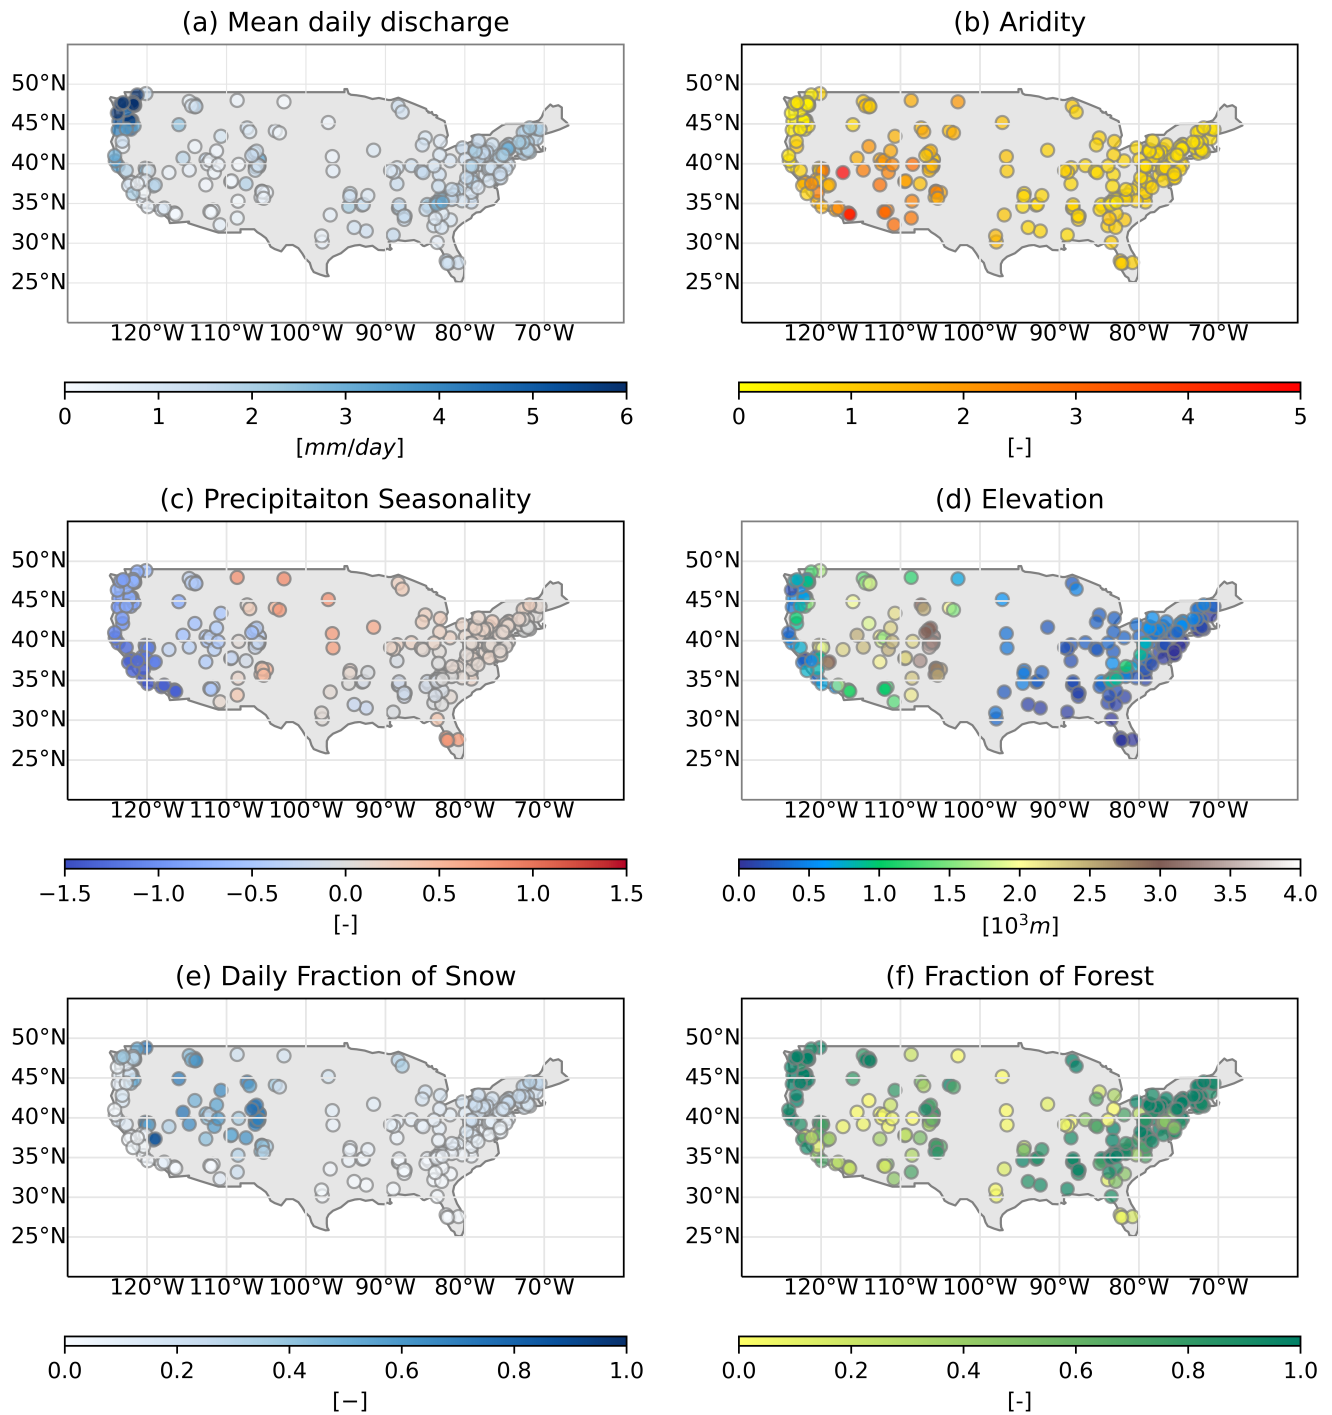 (a) Mean daily discharge
(b) Aridity
50°N
45°N
40°N
35°N
30°N
25°N
120°W 110°W 100°W 90°W 80°W 70°W
0 1 2 3 4 5 6
[mm/day]
50°N
45°N
40°N
35°N
30°N
25°N
120°W 110°W 100°W 90°W 80°W 70°W
0 1 2 3 4 5
[-]
(c) Precipitaiton Seasonality
(d) Elevation
50°N
45°N
40°N
35°N
30°N
25°N
120°W 110°W 100°W 90°W 80°W 70°W
−1.5 −1.0 −0.5 0.0 0.5 1.0 1.5
[-]
50°N
45°N
40°N
35°N
30°N
25°N
120°W 110°W 100°W 90°W 80°W 70°W
0.0 0.5 1.0 1.5 2.0 2.5 3.0 3.5 4.0
[10³m]
(e) Daily Fraction of Snow
(f) Fraction of Forest
50°N
45°N
40°N
35°N
30°N
25°N
120°W 110°W 100°W 90°W 80°W 70°W
0.0 0.2 0.4 0.6 0.8 1.0
[−]
50°N
45°N
40°N
35°N
30°N
25°N
120°W 110°W 100°W 90°W 80°W 70°W
0.0 0.2 0.4 0.6 0.8 1.0
[-]